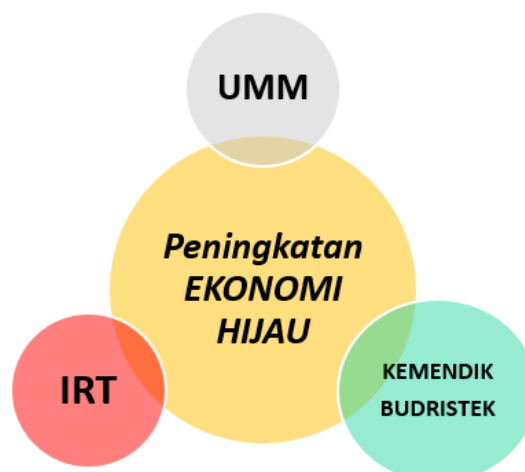 UMM
Peningkatan
EKONOMI
HIJAU
IRT
KEMENDIK
BUDRISTEK